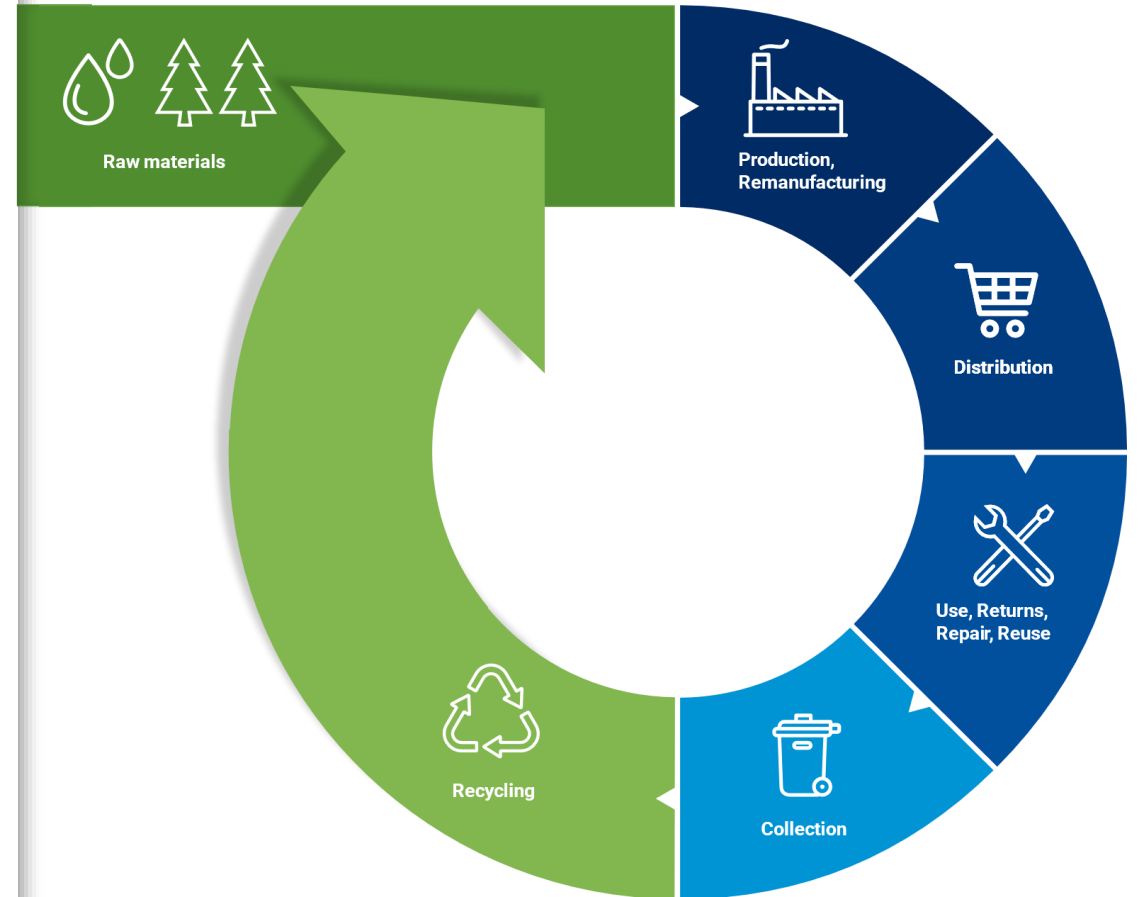 Raw materials
Production,
Remanufacturing
Distribution
Use, Returns,
Repair, Reuse
Collection
Recycling